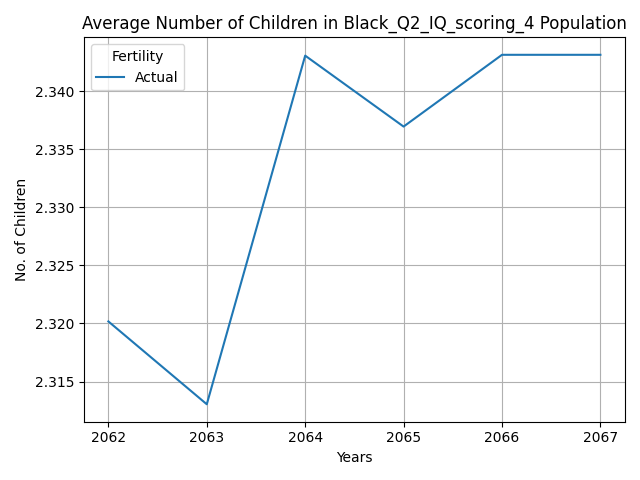 Average Number of Children in Black_Q2_IQ_scoring_4 Population
Fertility
Actual
2.340
2.335
2.330
2.325
2.320
2.315
No. of Children
2062 2063 2064 2065 2066 2067
Years